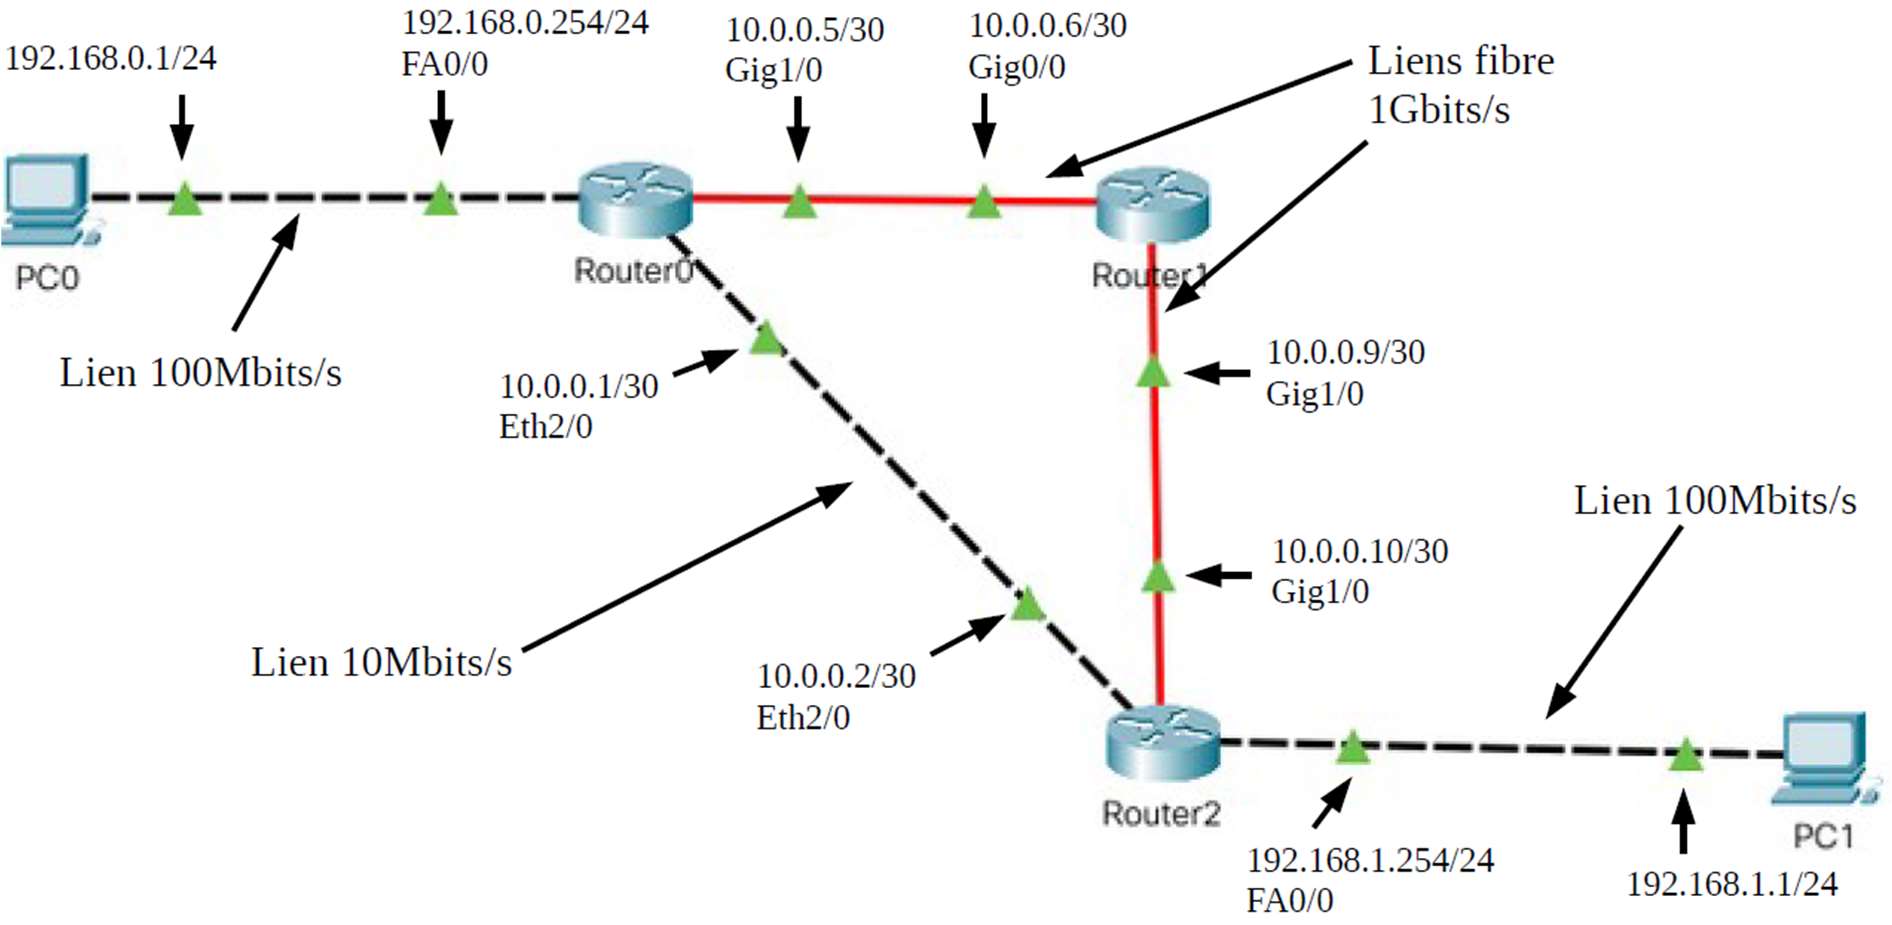 192.168.0.1/24
192.168.0.254/24
FA0/0
10.0.0.5/30
Gig1/0
10.0.0.6/30
Gig0/0
Liens fibre
1Gbits/s
PC0
Router0
Router1
Lien 100Mbits/s
10.0.0.1/30
Eth2/0
10.0.0.9/30
Gig1/0
Lien 100Mbits/s
10.0.0.10/30
Gig1/0
Lien 10Mbits/s
10.0.0.2/30
Eth2/0
Router2
PC1
192.168.1.254/24
FA0/0
192.168.1.1/24